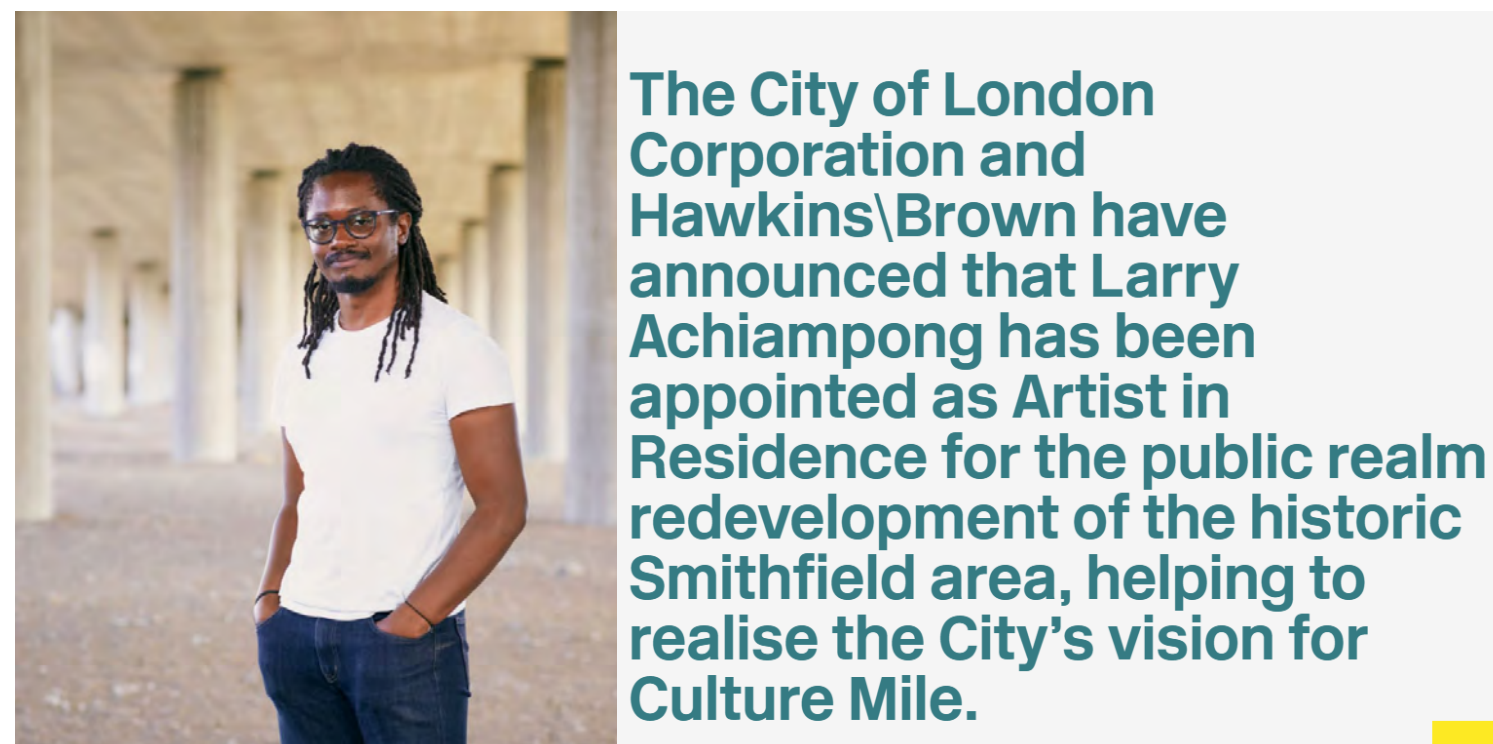 The City of London
Corporation and
Hawkins\Brown have
announced that Larry
Achiampong has been
appointed as Artist in
Residence for the public realm
redevelopment of the historic
Smithfield area, helping to
realise the City’s vision for
Culture Mile.